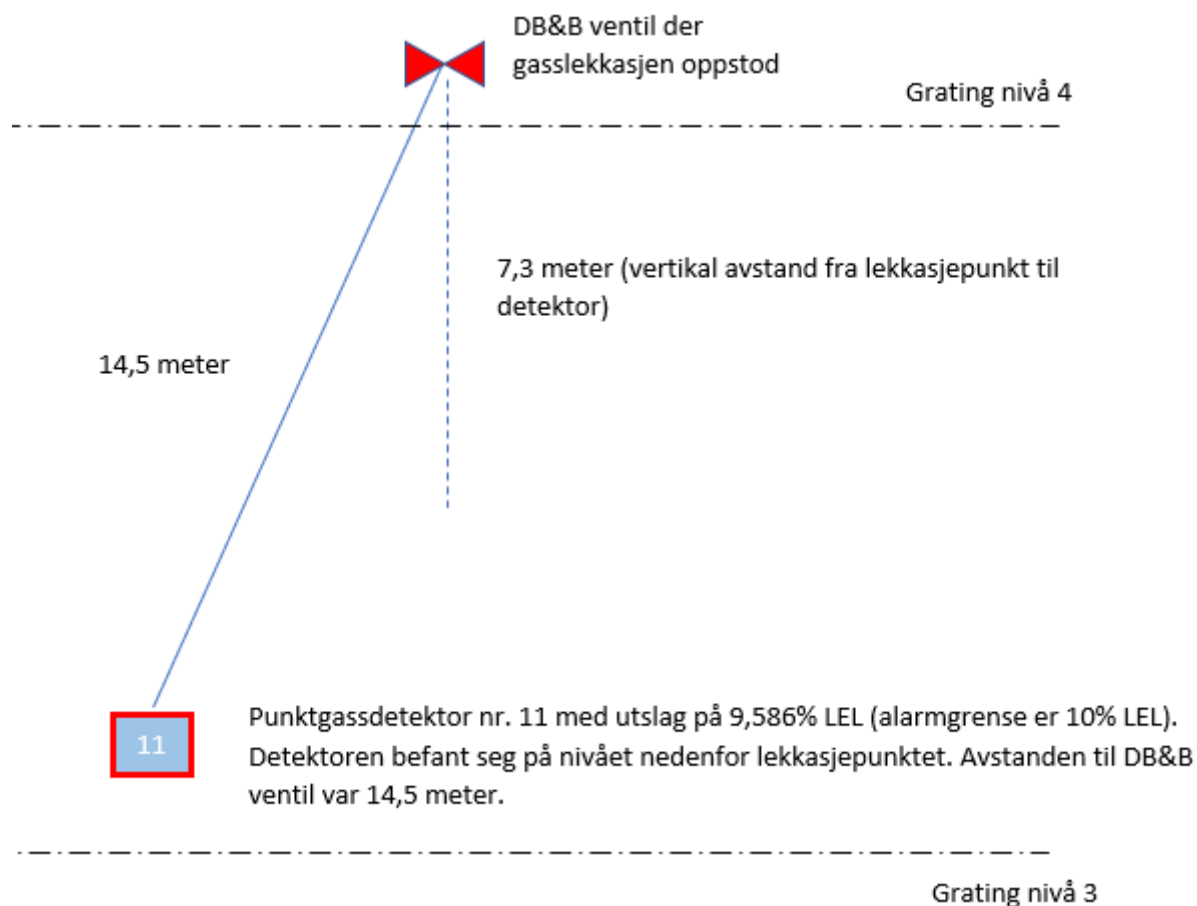 DB&B ventil der
gasslekkasjen oppstod
Grating nivå 4
7,3 meter (vertikal avstand fra lekkasjepunkt til
detektor)
14,5 meter
11
Punktgassdetektor nr. 11 med utslag på 9,586% LEL (alarmgrense er 10% LEL).
Detektoren befant seg på nivået nedenfor lekkasjepunktet. Avstanden til DB&B
ventil var 14,5 meter.
Grating nivå 3